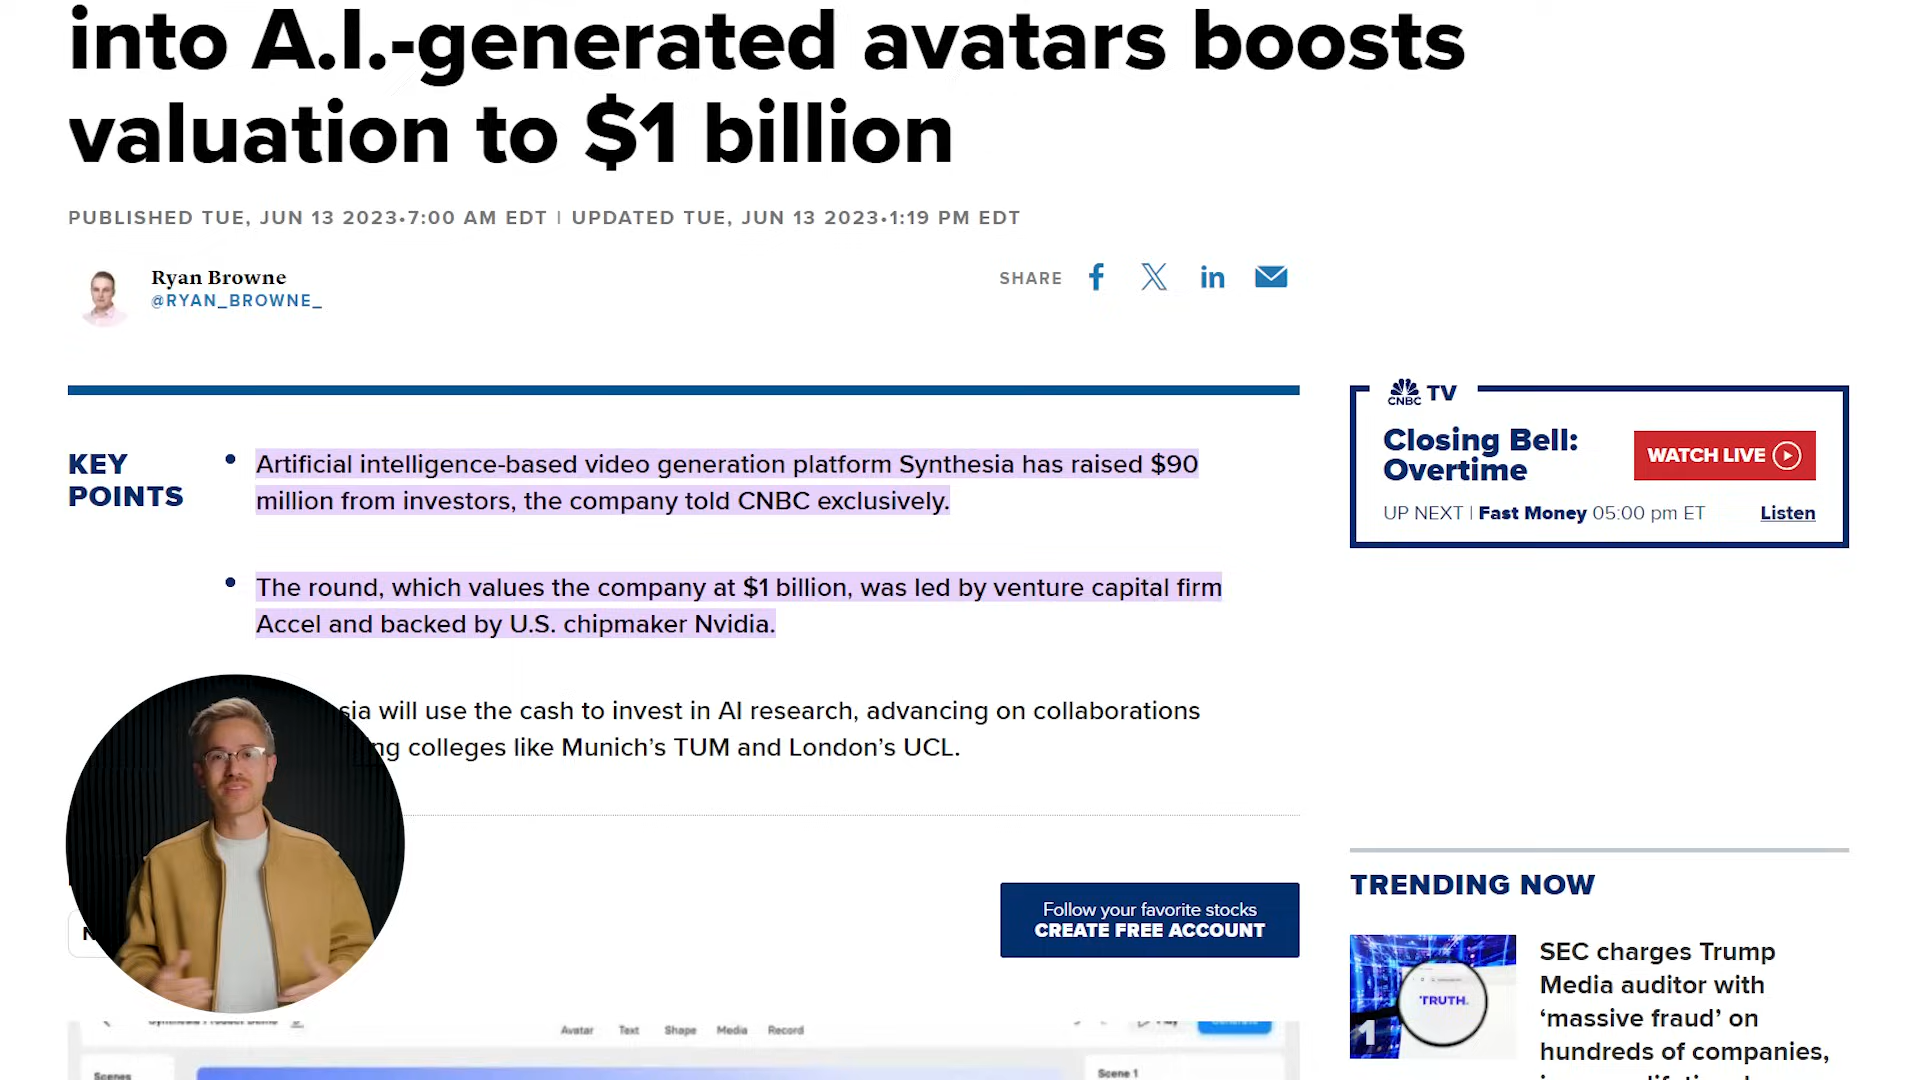 into A.I.-generated avatars boosts
valuation to $1 billion
PUBLISHED TUE, JUN 13 2023•7:00 AM EDT | UPDATED TUE, JUN 13 2023•1:19 PM EDT
Ryan Browne
@RYAN_BROWNE_
SHARE
KEY
POINTS
Artificial intelligence-based video generation platform Synthesia has raised $90
million from investors, the company told CNBC exclusively.
The round, which values the company at $1 billion, was led by venture capital firm
Accel and backed by U.S. chipmaker Nvidia.
will use the cash to invest in AI research, advancing on collaborations
colleges like Munich’s TUM and London’s UCL.
CNBC TV
Closing Bell:
Overtime
WATCH LIVE
UP NEXT | Fast Money 05:00 pm ET
Listen
Follow your favorite stocks
CREATE FREE ACCOUNT
TRENDING NOW
TRUTH.
1
SEC charges Trump
Media auditor with
‘massive fraud’ on
hundreds of companies,
Avatar Text Shape Media Record
Scenes
Scene 1